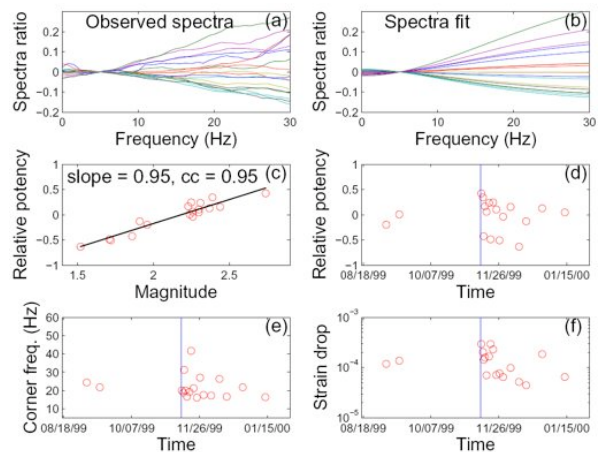 Observed spectra (a)
Spectra ratio
0.2
0.1
0
−0.1
−0.2
0 10 20 30
Frequency (Hz)
Spectra fit (b)
Spectra ratio
0.2
0.1
0
−0.1
0.2
0 10 20 30
Frequency (Hz)
slope = 0.95, cc = 0.95 (c)
Relative potency
1
0.5
0
−0.5
−1
1.5 2 2.5
Magnitude
(d)
Relative potency
1
0.5
0
−0.5
−1
08/18/99 10/07/99 11/26/99 01/15/00
Time
(e)
Corner freq. (Hz)
60
50
40
30
20
10
08/18/99 10/07/99 11/26/99 01/15/00
Time
(f)
Strain drop
10−3
10−4
10−5
08/18/99 10/07/99 11/26/99 01/15/00
Time